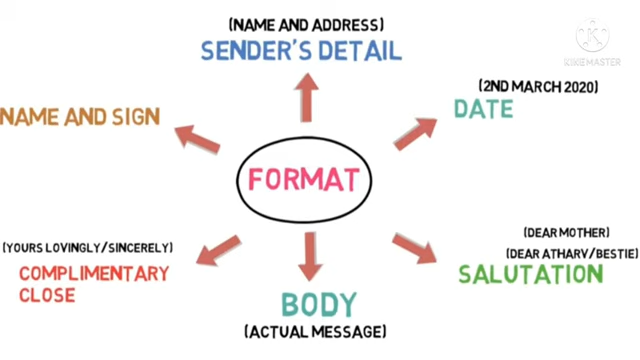 (NAME AND ADDRESS)
SENDER'S DETAIL
KINEMASTER
(2ND MARCH 2020)
DATE
NAME AND SIGN
FORMAT
(DEAR MOTHER)
(DEAR ATHARV/BESTIE)
SALUTATION
(YOURS LOVINGLY/SINCERELY)
COMPLIMENTARY
CLOSE
BODY
(ACTUAL MESSAGE)